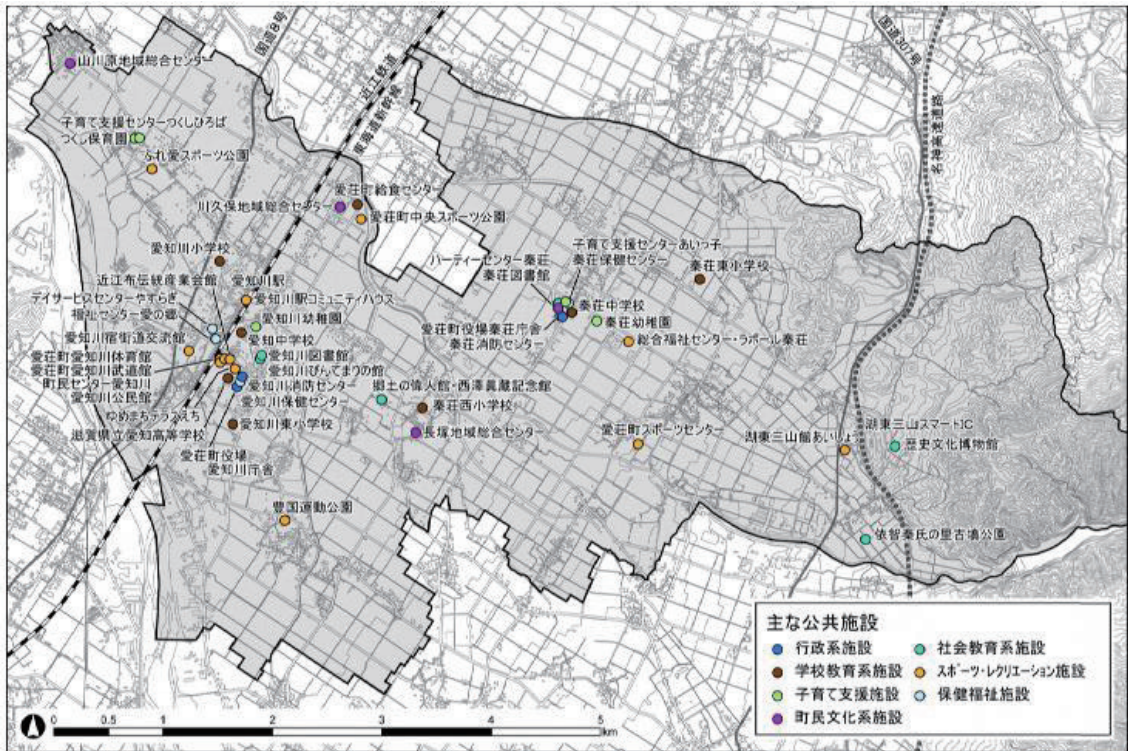 国道8号
近江鉄道
東海道新幹線
国道307号
名神高速道路
山川原地域総合センター
子育て支援センターつくしひろば
つくし保育園
ふれ愛スポーツ公園
愛荘町給食センター
川久保地域総合センター
愛荘町中央スポーツ公園
愛知川小学校
近江布伝統産業会館
愛知川駅
デイサービスセンターやすらぎ
愛知川駅コミュニティハウス
福祉センター愛の郷
愛知川幼稚園
愛知川宿街道交流館
愛知中学校
愛荘町愛知川体育館
愛知川図書館
愛荘町愛知川武道館
愛知川びんてまりの館
町民センター愛知川
愛知川消防センター
愛知川公民館
愛知川保健センター
ゆめまちテラスえち
滋賀県立愛知高等学校
愛知川東小学校
愛荘町役場
愛知川庁舎
子育て支援センターあいっ子
ハーティーセンター秦荘
秦荘保健センター
秦荘図書館
秦荘東小学校
秦荘中学校
愛荘町役場秦荘庁舎
秦荘幼稚園
秦荘消防センター
総合福祉センター・ラポール秦荘
郷土の偉人館・西澤眞蔵記念館
秦荘西小学校
長塚地域総合センター
愛荘町スポーツセンター
湖東三山スマートIC
湖東三山館あいしょう
歴史文化博物館
豊国運動公園
依智秦氏の里古墳公園
主な公共施設
行政系施設
学校教育系施設
子育て支援施設
町民文化系施設
社会教育系施設
スポーツ・レクリエーション施設
保健福祉施設
0 0.5 1 2 3 4 5
km